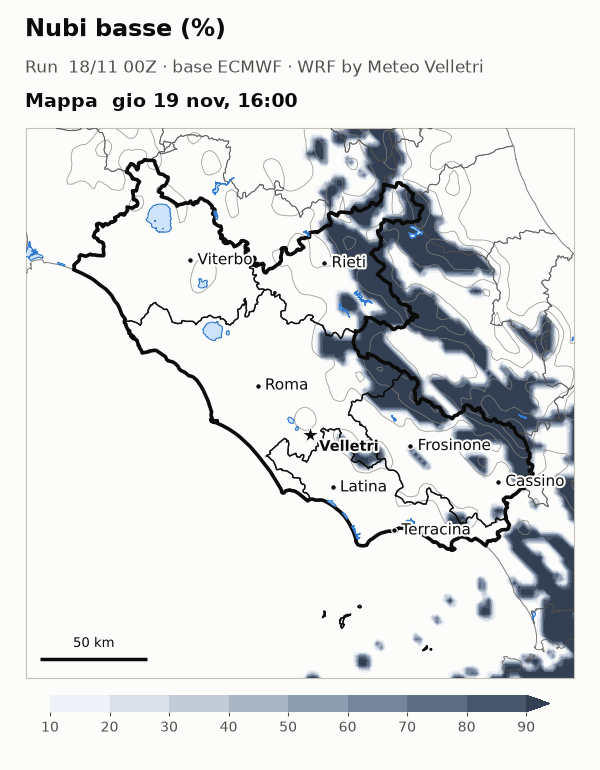 Nubi basse (%)
Run  18/11 00Z · base ECMWF · WRF by Meteo Velletri
Mappa  gio 19 nov, 16:00
Viterbo
Rieti
Roma
Velletri
Frosinone
Latina
Cassino
Terracina
50 km
10 20 30 40 50 60 70 80 90